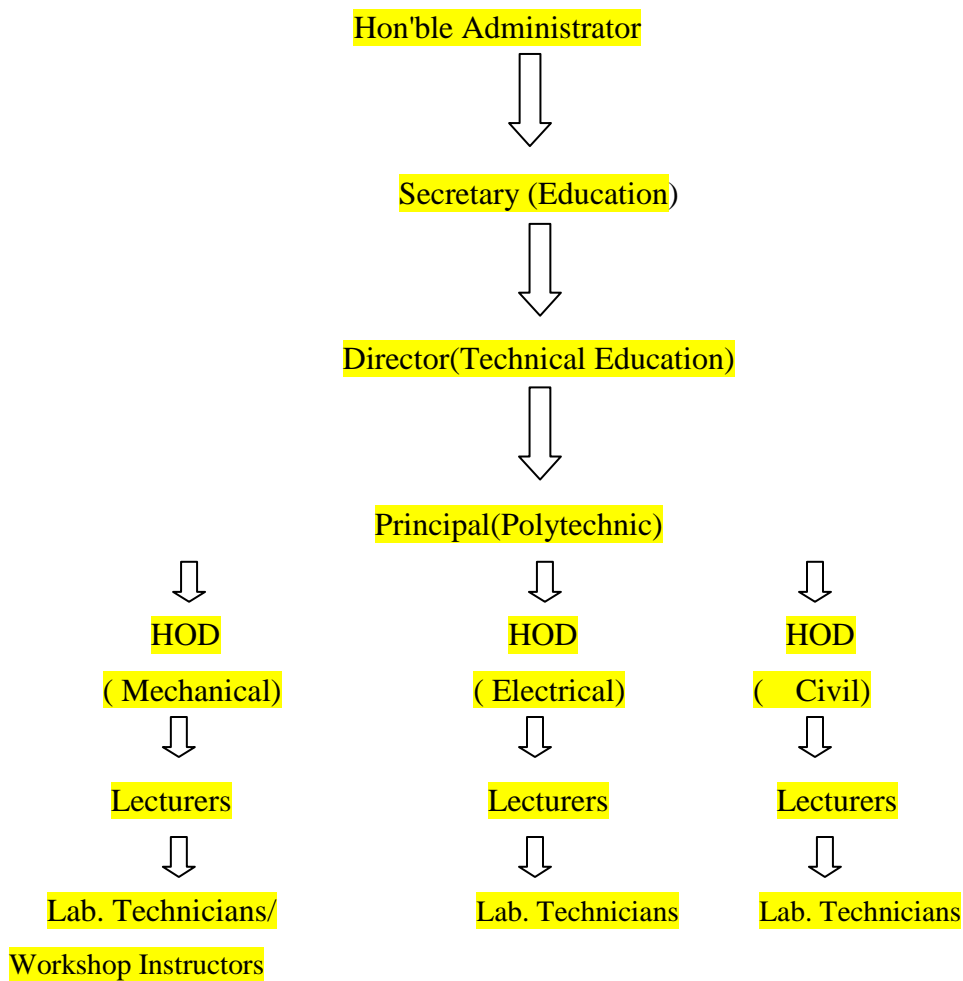 Hon'ble Administrator
Secretary (Education)
Director(Technical Education)
Principal(Polytechnic)
HOD
( Mechanical)
HOD
( Electrical)
HOD
( Civil)
Lecturers
Lecturers
Lecturers
Lab. Technicians/
Workshop Instructors
Lab. Technicians
Lab. Technicians